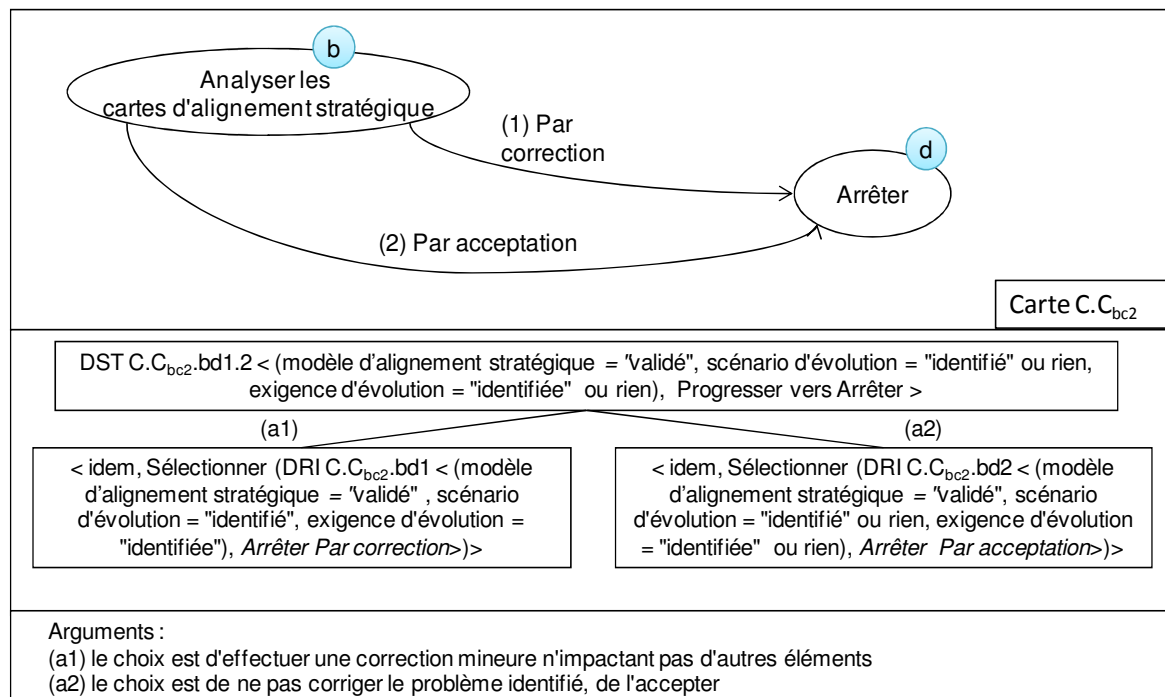 b
Analyser les
cartes d'alignement stratégique
(1) Par
correction
d
Arrêter
(2) Par acceptation
Carte C.Cbc2
DST C.Cbc2.bd1.2 < (modèle d'alignement stratégique = "validé", scénario d'évolution = "identifié" ou rien,
exigence d'évolution = "identifiée" ou rien), Progresser vers Arrêter >
(a1)
(a2)
< idem, Sélectionner (DRI C.Cbc2.bd1 < (modèle
d'alignement stratégique = "validé" , scénario
d'évolution = "identifié", exigence d'évolution =
"identifiée"), Arrêter Par correction>)>
< idem, Sélectionner (DRI C.Cbc2.bd2 < (modèle
d'alignement stratégique = "validé", scénario
d'évolution = "identifié" ou rien, exigence d'évolution
= "identifiée" ou rien), Arrêter Par acceptation>)>
Arguments :
(a1) le choix est d'effectuer une correction mineure n'impactant pas d'autres éléments
(a2) le choix est de ne pas corriger le problème identifié, de l'accepter